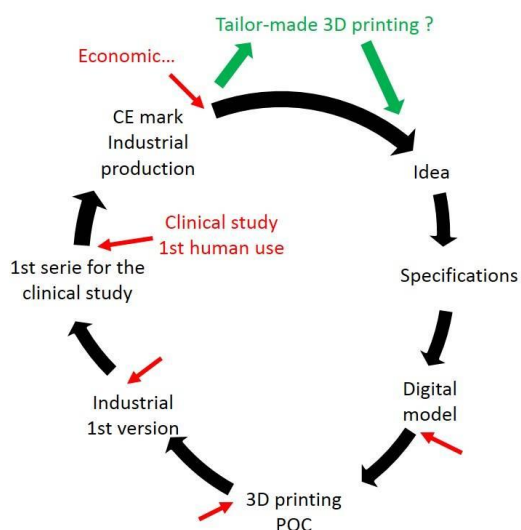 Tailor-made 3D printing ?
Economic...
CE mark
Industrial
production
Idea
Clinical study
1st human use
1st serie for the
clinical study
Specifications
Industrial
1st version
Digital
model
3D printing
POC